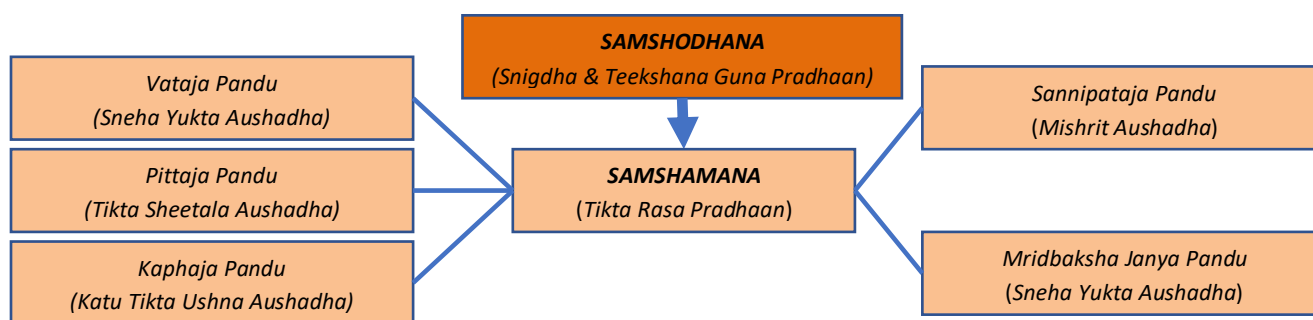 SAMSHODHANA
(Snigdha & Teekshana Guna Pradhaan)
Vataja Pandu
(Sneha Yukta Aushadha)
Pittaja Pandu
(Tikta Sheetala Aushadha)
Kaphaja Pandu
(Katu Tikta Ushna Aushadha)
SAMSHAMANA
(Tikta Rasa Pradhaan)
Sannipataja Pandu
(Mishrit Aushadha)
Mridbaksha Janya Pandu
(Sneha Yukta Aushadha)